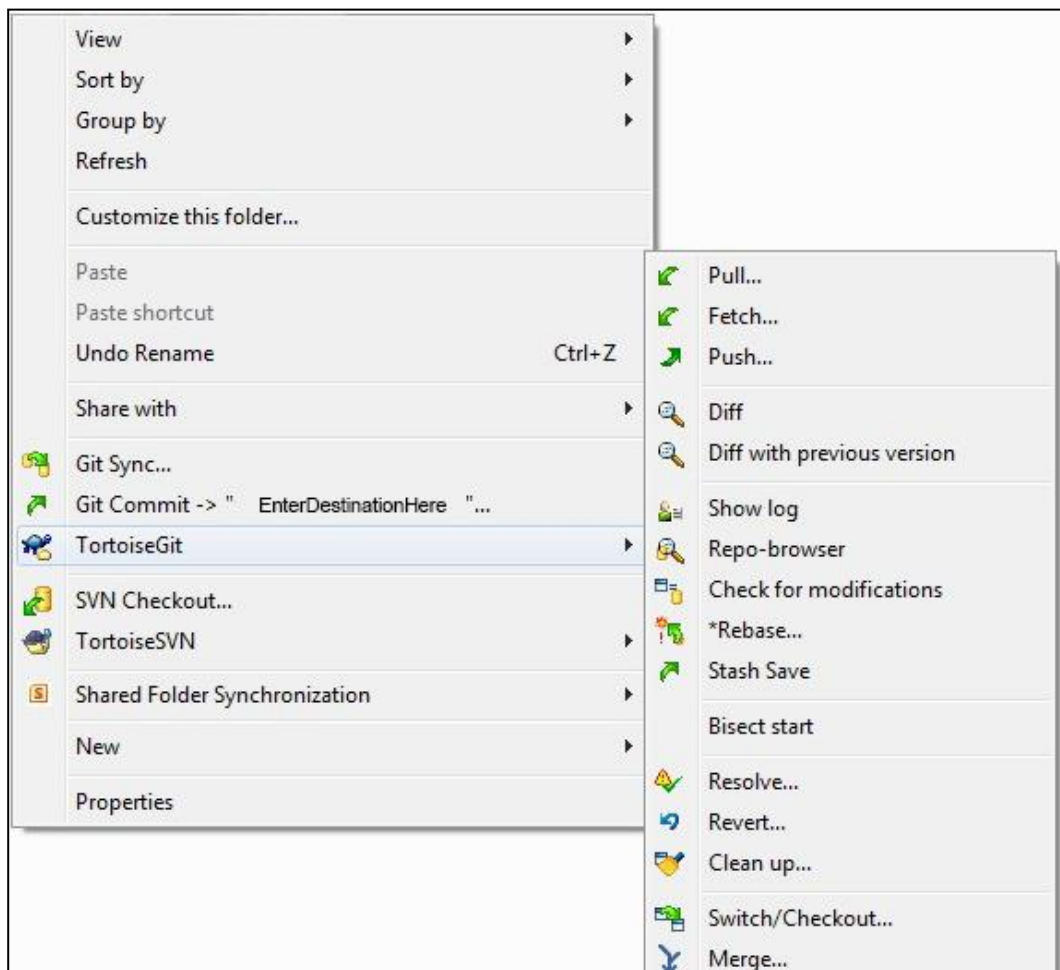 View
Sort by
Group by
Refresh
Customize this folder...
Paste
Paste shortcut
Undo Rename Ctrl+Z
Share with
Git Sync...
Git Commit -> " EnterDestinationHere "...
TortoiseGit
SVN Checkout...
TortoiseSVN
Shared Folder Synchronization
New
Properties
Pull...
Fetch...
Push...
Diff
Diff with previous version
Show log
Repo-browser
Check for modifications
*Rebase...
Stash Save
Bisect start
Resolve...
Revert...
Clean up...
Switch/Checkout...
Merge...